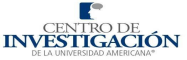 CENTRO DE
INVESTIGACIÓN
DE LA UNIVERSIDAD AMERICANA®